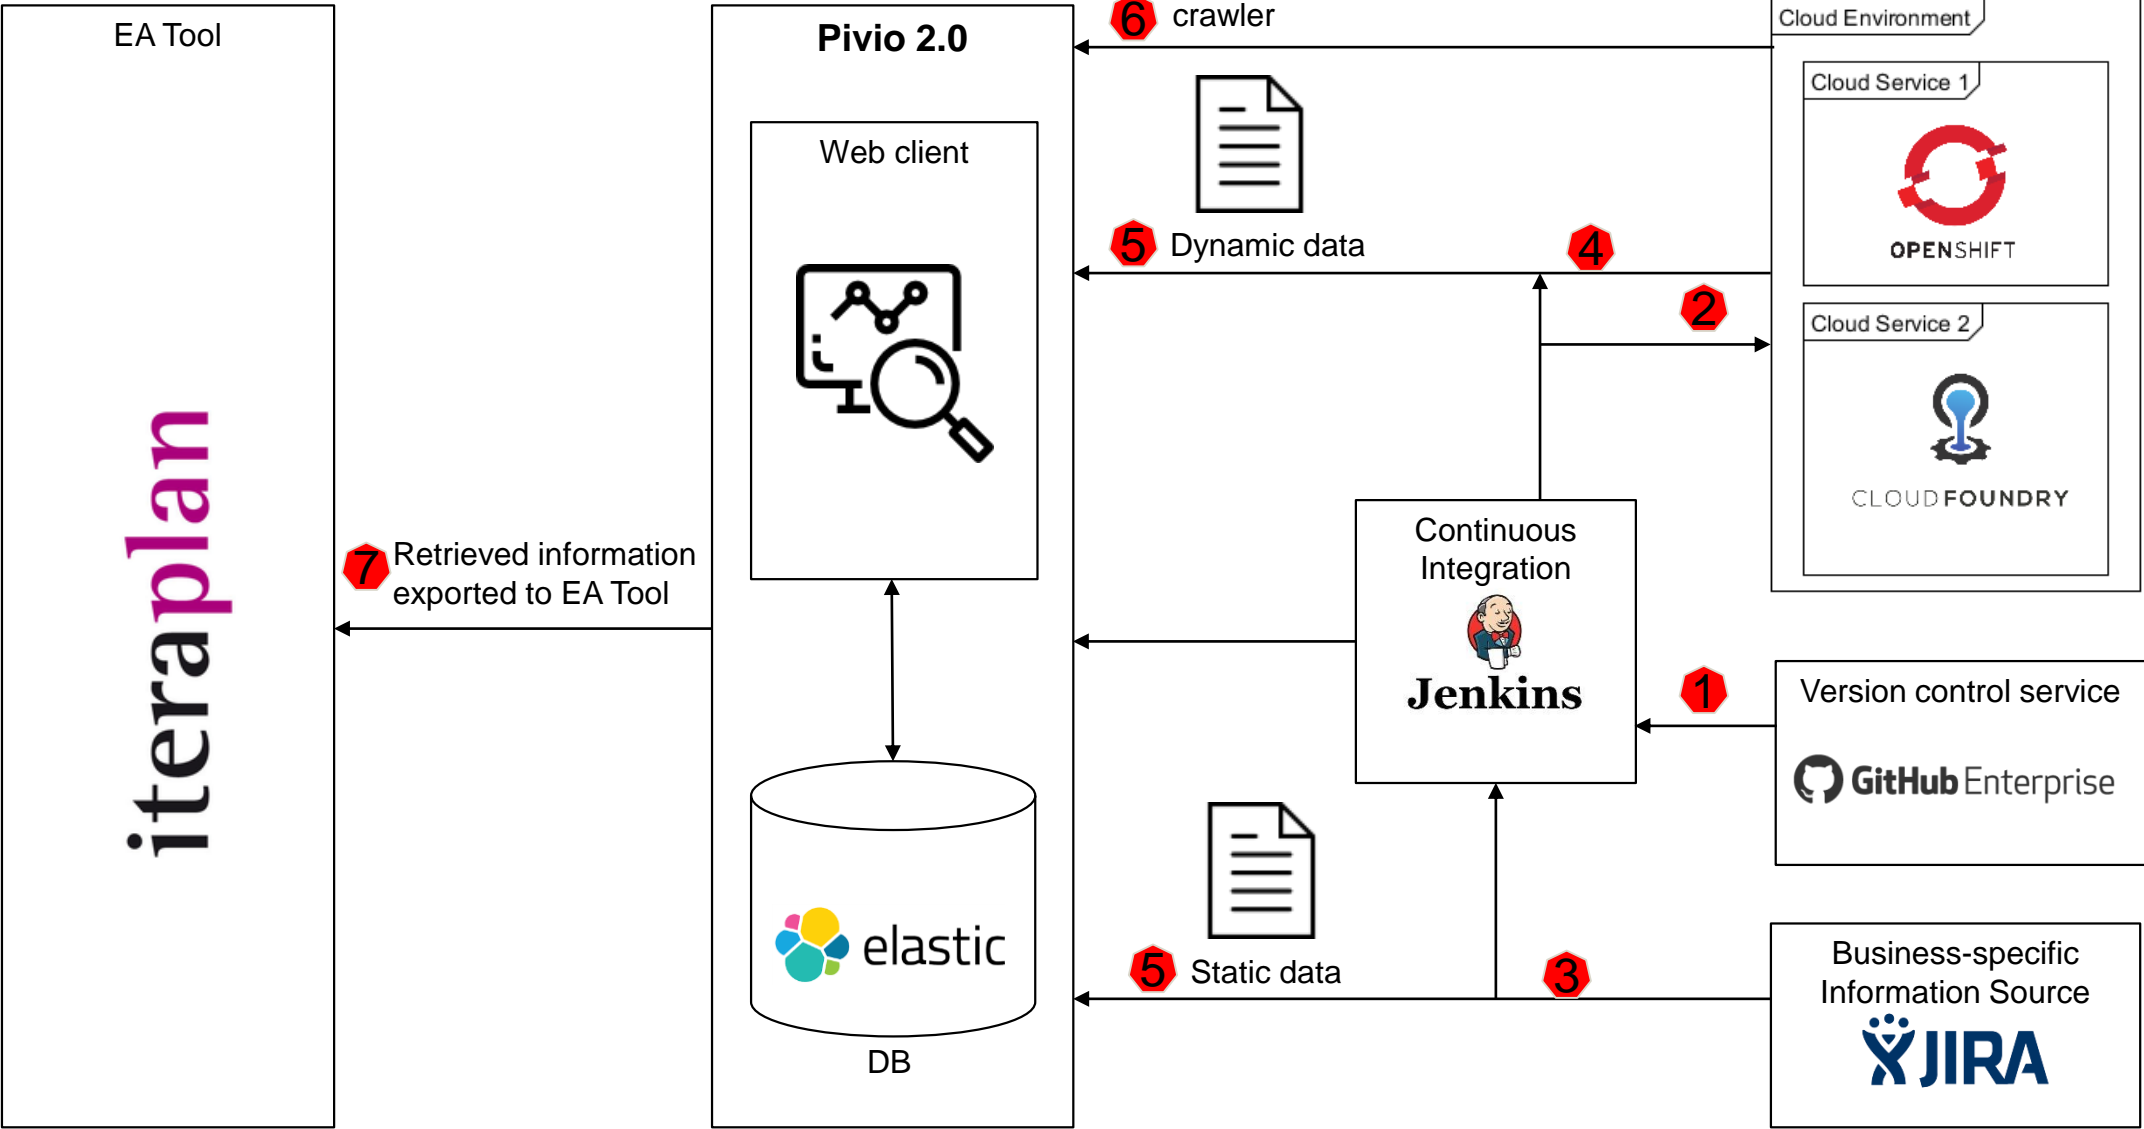 EA Tool
iteraplan
7
Retrieved information
exported to EA Tool
Pivio 2.0
Web client
elastic
DB
6
crawler
5
Dynamic data
4
2
Continuous
Integration
Jenkins
1
5
Static data
3
Cloud Environment
Cloud Service 1
OPENSHIFT
Cloud Service 2
CLOUDFOUNDRY
Version control service
GitHub Enterprise
Business-specific
Information Source
JIRA